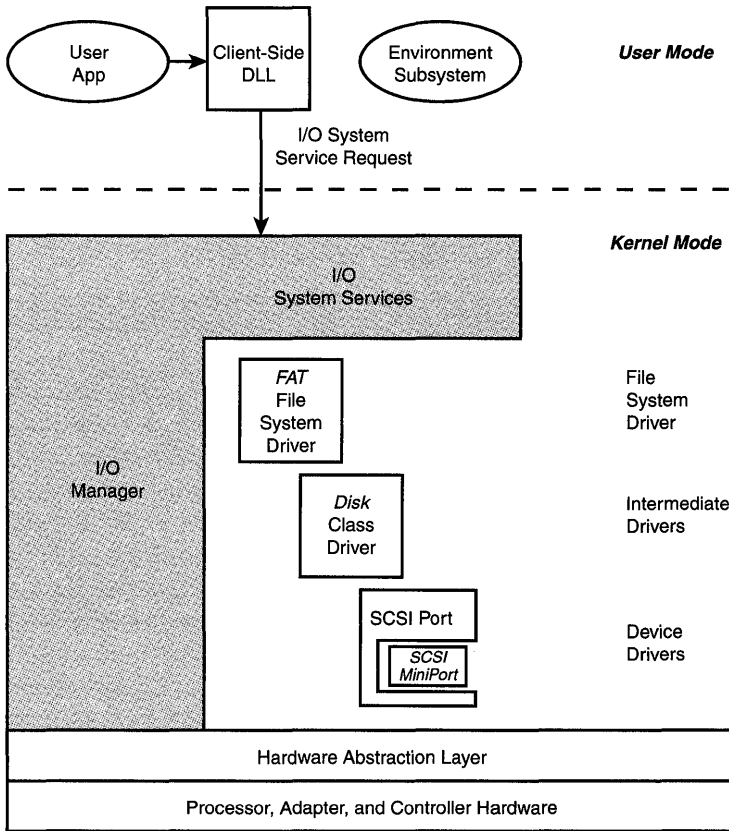 User
App
Client-Side
DLL
Environment
Subsystem
User Mode
I/O System
Service Request
Kernel Mode
I/O
System Services
FAT
File
System
Driver
File
System
Driver
I/O
Manager
Disk
Class
Driver
Intermediate
Drivers
SCSI Port
SCSI
MiniPort
Device
Drivers
Hardware Abstraction Layer
Processor, Adapter, and Controller Hardware